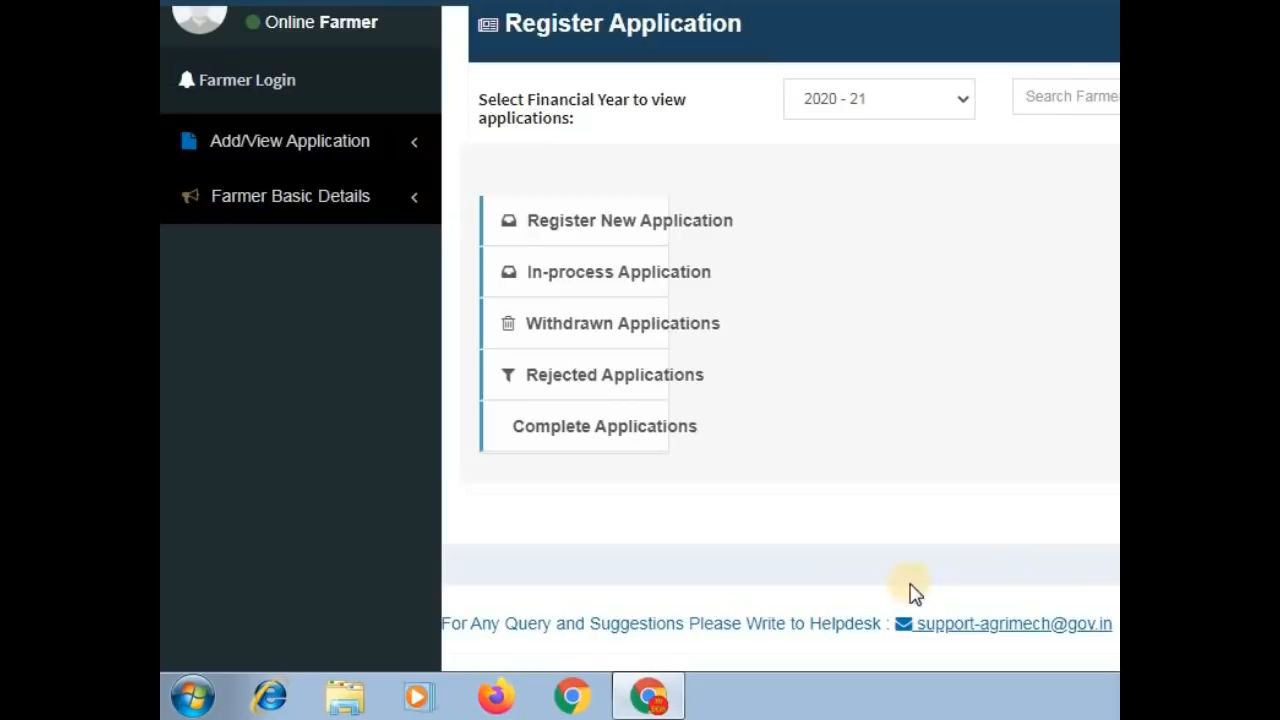 Online Farmer
Register Application
Farmer Login
Select Financial Year to view
applications:
2020 - 21
Search Farme
Add/View Application
Farmer Basic Details
Register New Application
In-process Application
Withdrawn Applications
Rejected Applications
Complete Applications
For Any Query and Suggestions Please Write to Helpdesk : support-agrimech@gov.in